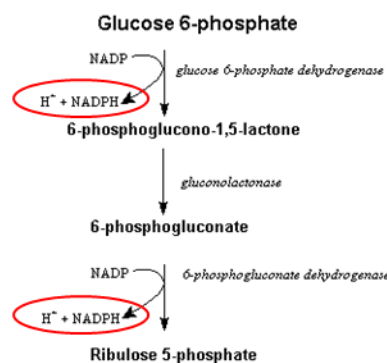 Glucose 6-phosphate
NADP
glucose 6-phosphate dehydrogenase
H⁺ + NADPH
6-phosphoglucono-1,5-lactone
gluconolactonase
6-phosphogluconate
NADP
6-phosphogluconate dehydrogenase
H⁺ + NADPH
Ribulose 5-phosphate